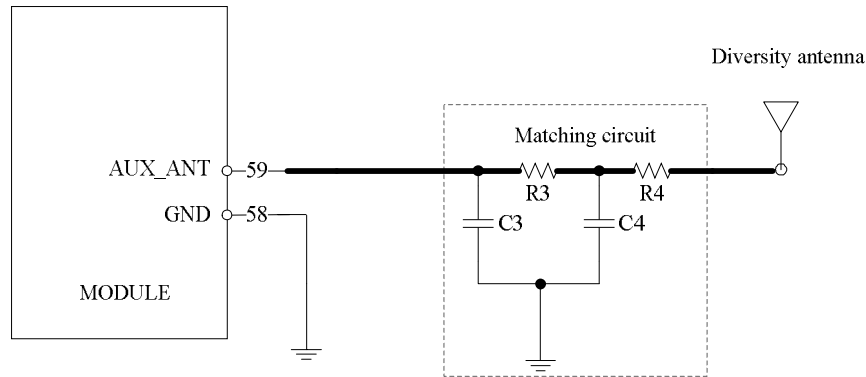 Diversity antenna
Matching circuit
AUX_ANT 59
R3
R4
GND 58
C3
C4
MODULE